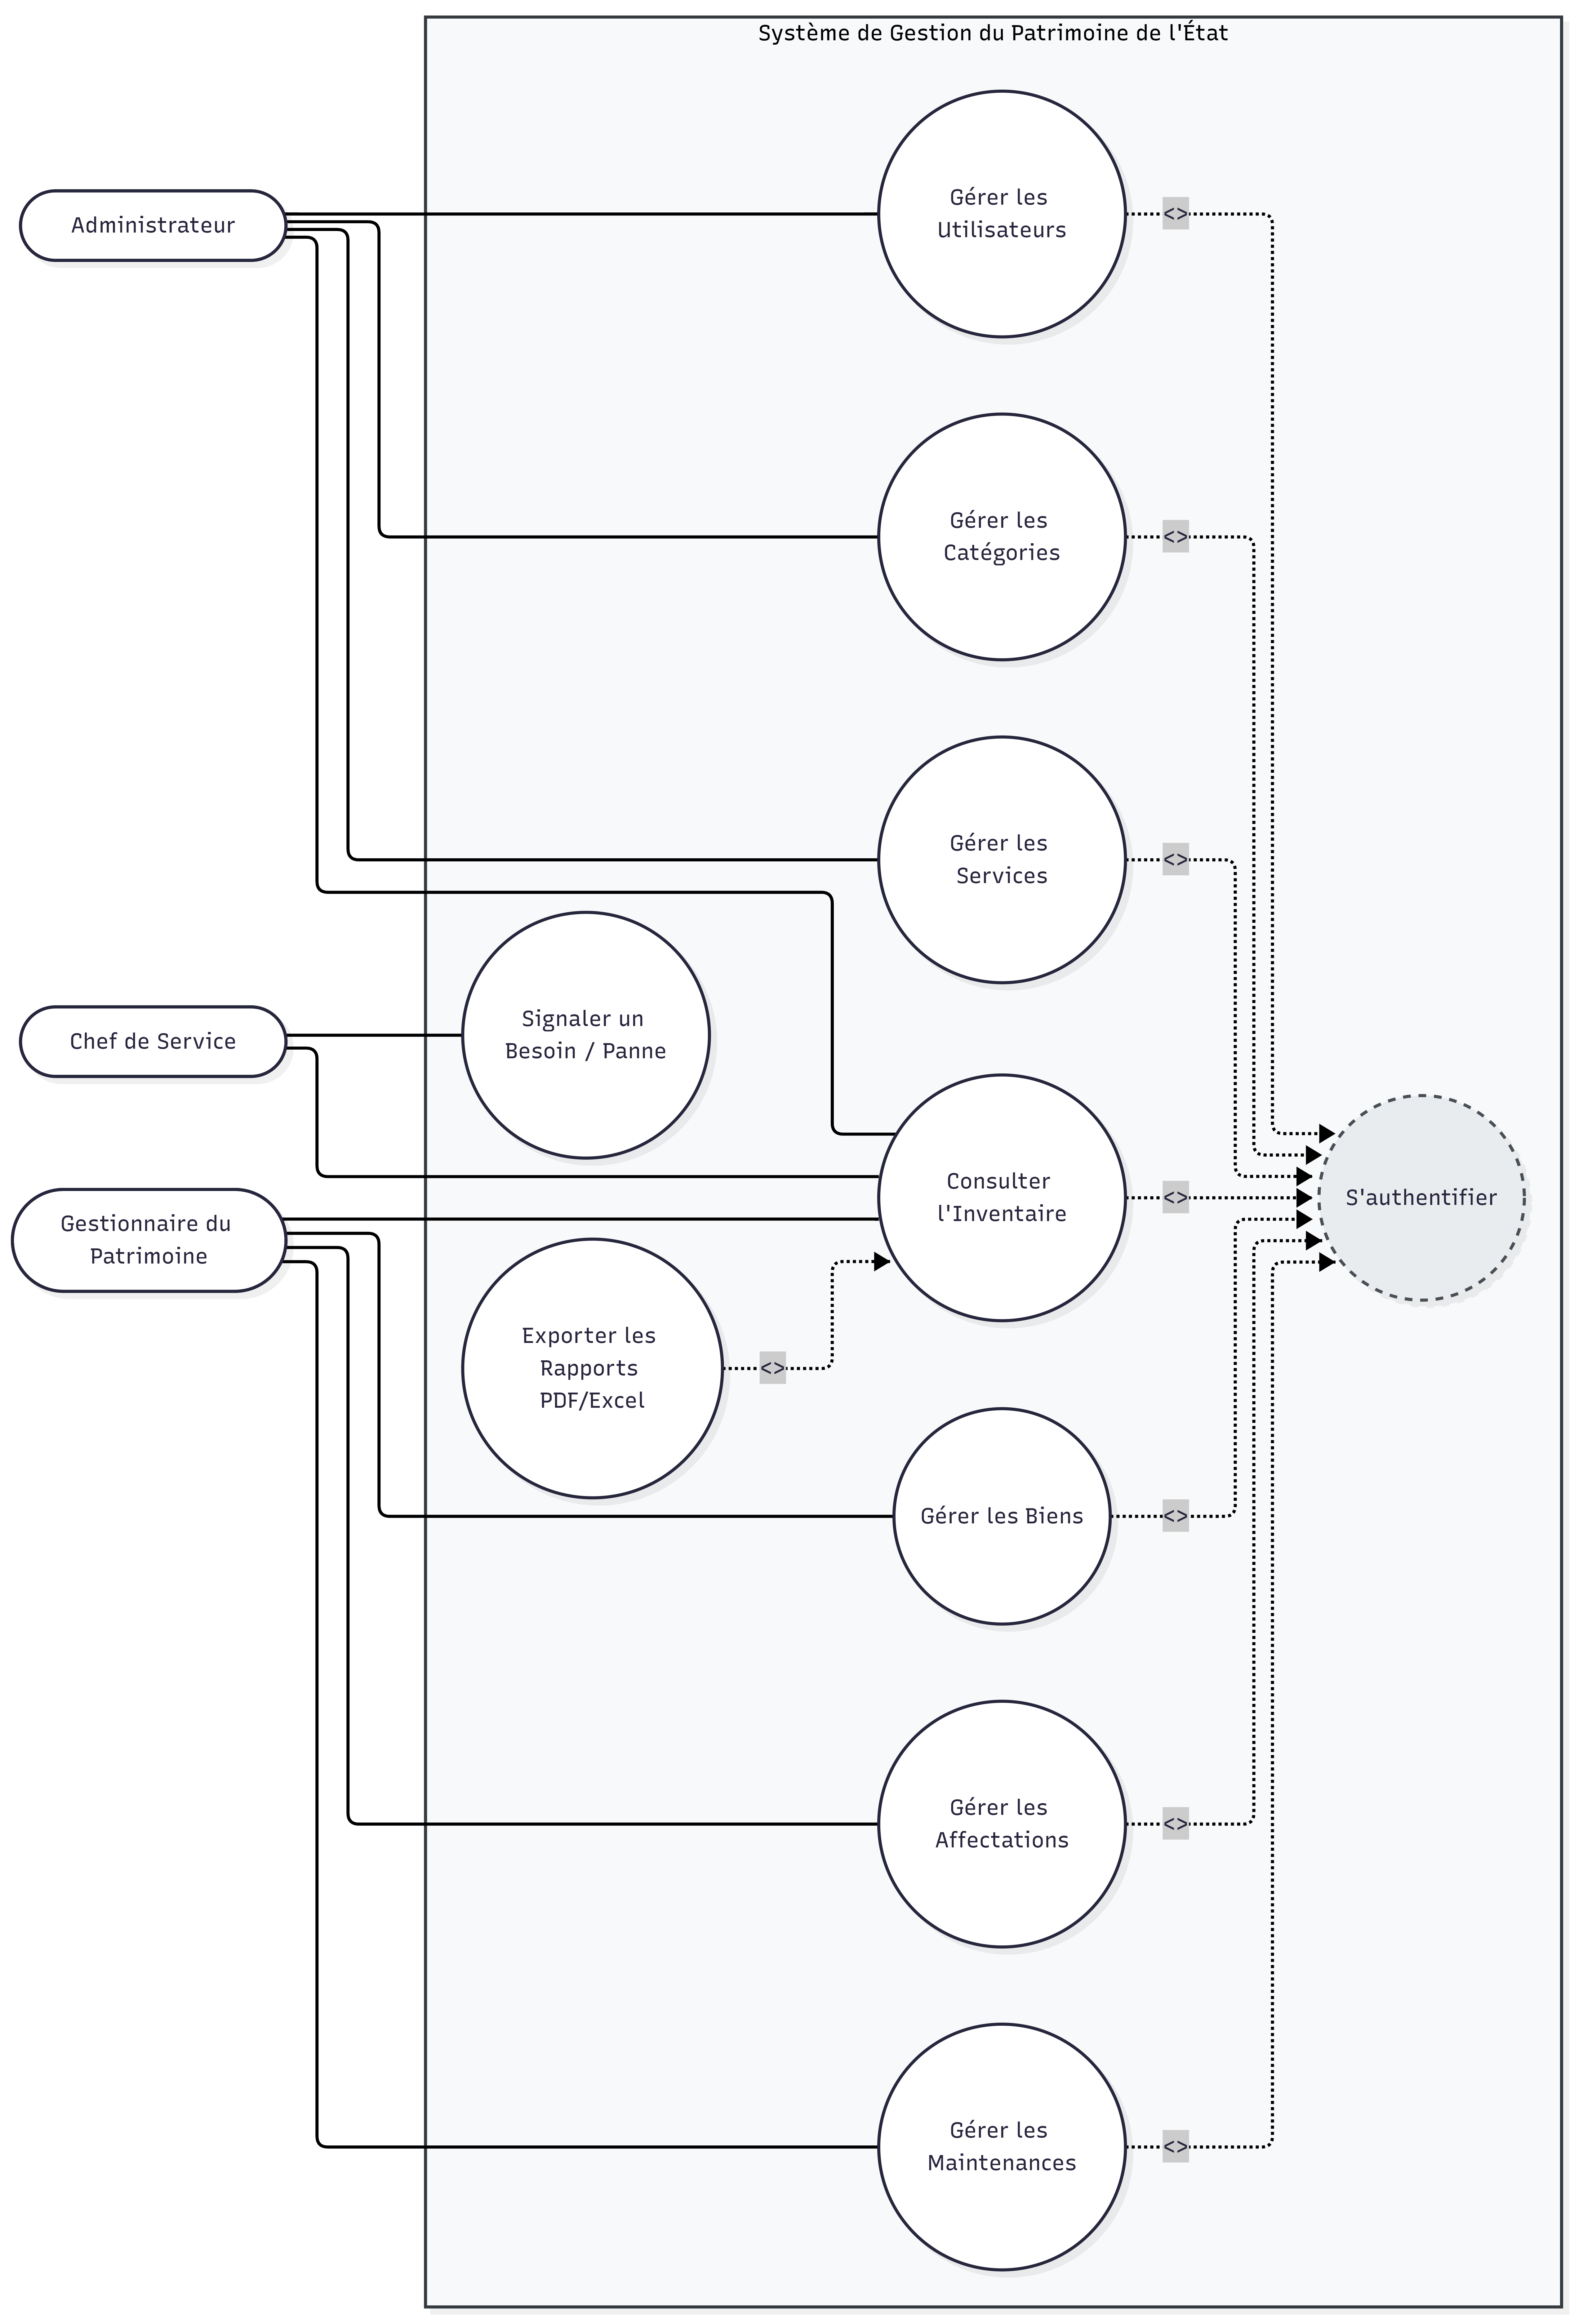 Système de Gestion du Patrimoine de l'État
Administrateur
Gérer les
Utilisateurs
<>
Gérer les
Catégories
<>
Gérer les
Services
<>
Chef de Service
Signaler un
Besoin / Panne
Consulter
l'Inventaire
<>
S'authentifier
Gestionnaire du
Patrimoine
Exporter les
Rapports
PDF/Excel
<>
Gérer les Biens
<>
Gérer les
Affectations
<>
Gérer les
Maintenances
<>